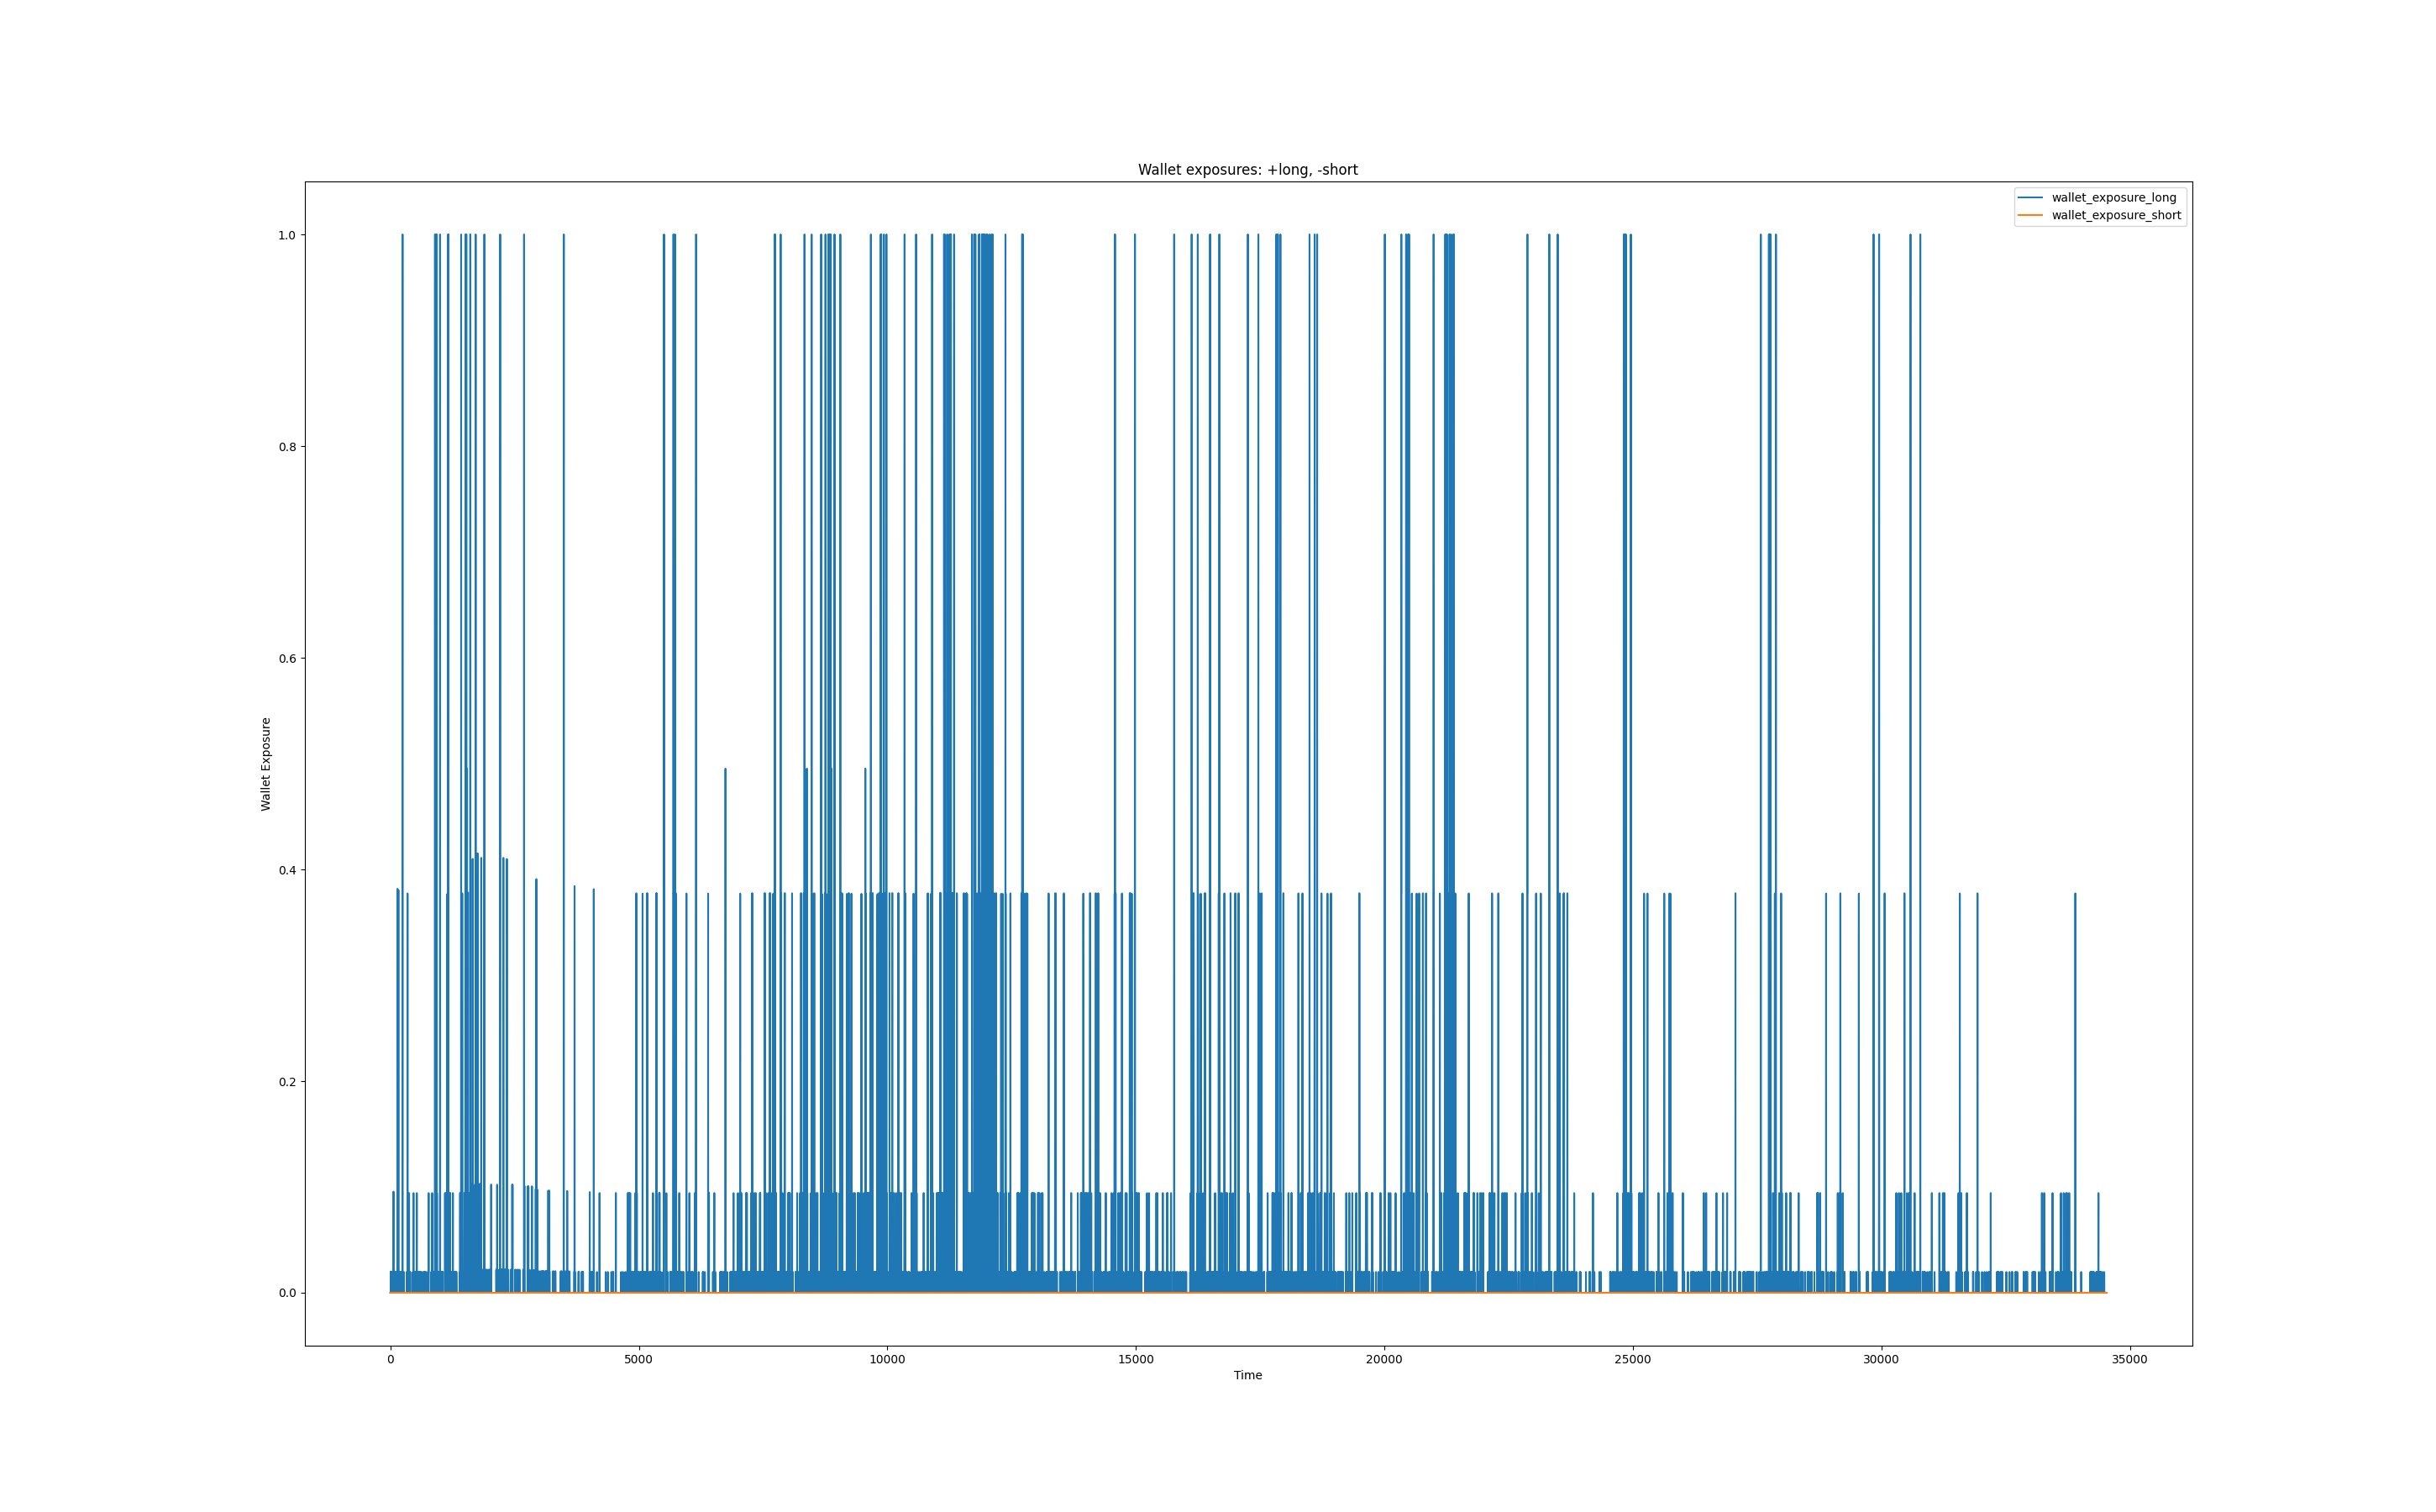 Wallet exposures: +long, -short
wallet_exposure_long
wallet_exposure_short
1.0
0.8
0.6
0.4
0.2
0.0
Wallet Exposure
0 5000 10000 15000 20000 25000 30000 35000
Time